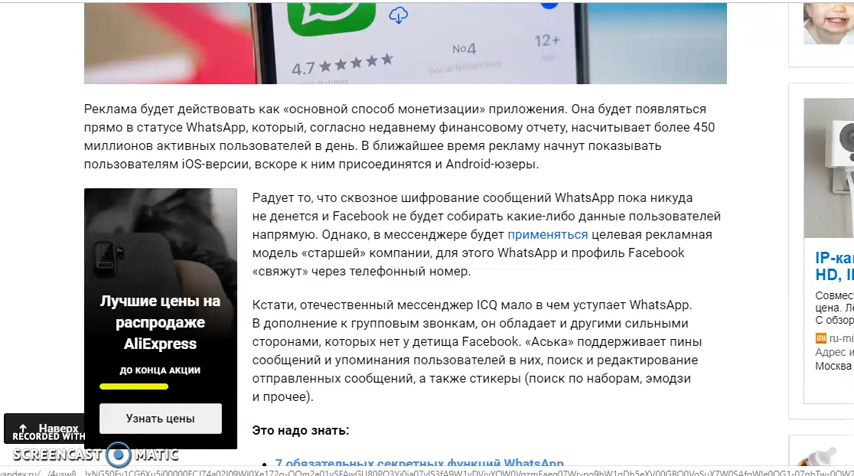 4.7 ★★★★★
No4
Social Networking
12+
Реклама будет действовать как «основной способ монетизации» приложения. Она будет появляться
прямо в статусе WhatsApp, который, согласно недавнему финансовому отчету, насчитывает более 450
миллионов активных пользователей в день. В ближайшее время рекламу начнут показывать
пользователям iOS-версии, вскоре к ним присоединятся и Android-юзеры.
Радует то, что сквозное шифрование сообщений WhatsApp пока никуда
не денется и Facebook не будет собирать какие-либо данные пользователей
напрямую. Однако, в мессенджере будет применяться целевая рекламная
модель «старшей» компании, для этого WhatsApp и профиль Facebook
«свяжут» через телефонный номер.
Кстати, отечественный мессенджер ICQ мало в чем уступает WhatsApp.
В дополнение к групповым звонкам, он обладает и другими сильными
сторонами, которых нет у детища Facebook. «Аська» поддерживает пины
сообщений и упоминания пользователей в них, поиск и редактирование
отправленных сообщений, а также стикеры (поиск по наборам, эмодзи
и прочее).
Это надо знать:
7 обязательных секретных функций WhatsApp
Лучшие цены на
распродаже
AliExpress
ДО КОНЦА АКЦИИ
Узнать цены
Наверх
IP-ка
HD, I
Совмес
цена. Ле
С обзор
ru-mi
Адрес и
Москва
RECORDED WITH
SCREENCAST MATIC